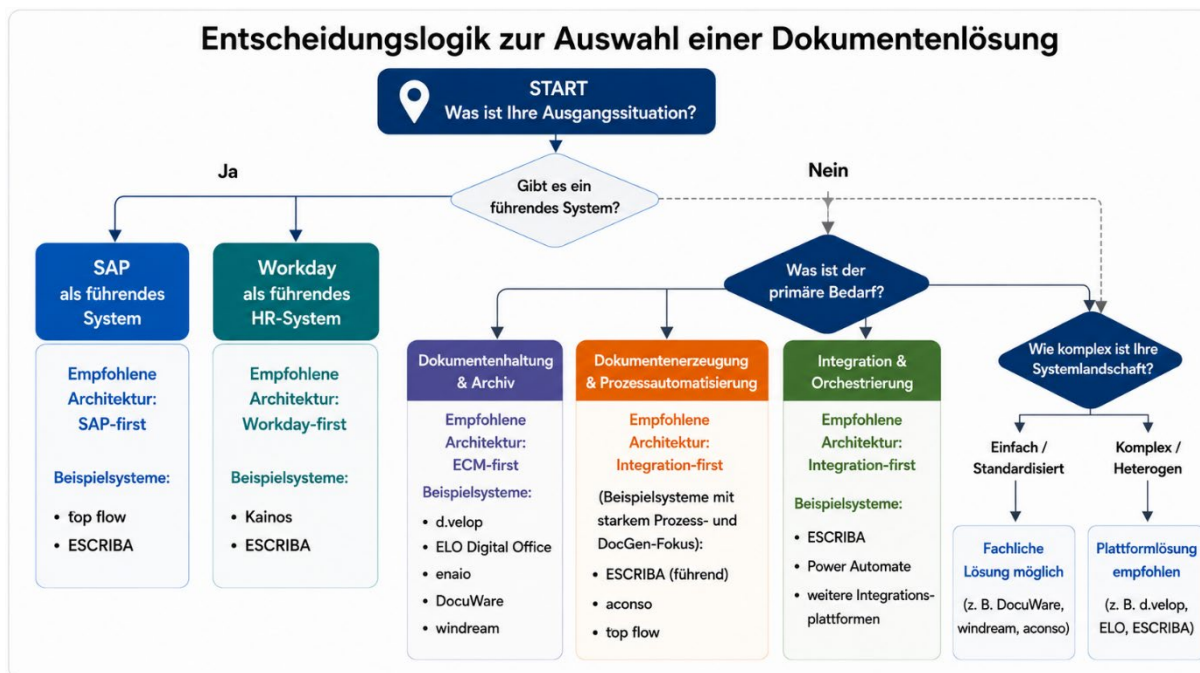 Entscheidungslogik zur Auswahl einer Dokumentenlösung
START
Was ist Ihre Ausgangssituation?
Ja
Nein
Gibt es ein
führendes System?
SAP
als führendes
System
Empfohlene
Architektur:
SAP-first
Beispielsysteme:
• top flow
• ESCRIBA
Workday
als führendes
HR-System
Empfohlene
Architektur:
Workday-first
Beispielsysteme:
• Kainos
• ESCRIBA
Was ist der
primäre Bedarf?
Dokumentenhaltung
& Archiv
Empfohlene
Architektur:
ECM-first
Beispielsysteme:
• d.velop
• ELO Digital Office
• enaio
• DocuWare
• windream
Dokumentenerzeugung
& Prozessautomatisierung
Empfohlene
Architektur:
Integration-first
(Beispielsysteme mit
starkem Prozess- und
DocGen-Fokus):
• ESCRIBA (führend)
• aconso
• top flow
Integration &
Orchestrierung
Empfohlene
Architektur:
Integration-first
Beispielsysteme:
• ESCRIBA
• Power Automate
• weitere Integrations-
plattformen
Wie komplex ist Ihre
Systemlandschaft?
Einfach /
Standardisiert
Fachliche
Lösung möglich
(z. B. DocuWare,
windream, aconso)
Komplex /
Heterogen
Plattformlösung
empfohlen
(z. B. d.velop,
ELO, ESCRIBA)